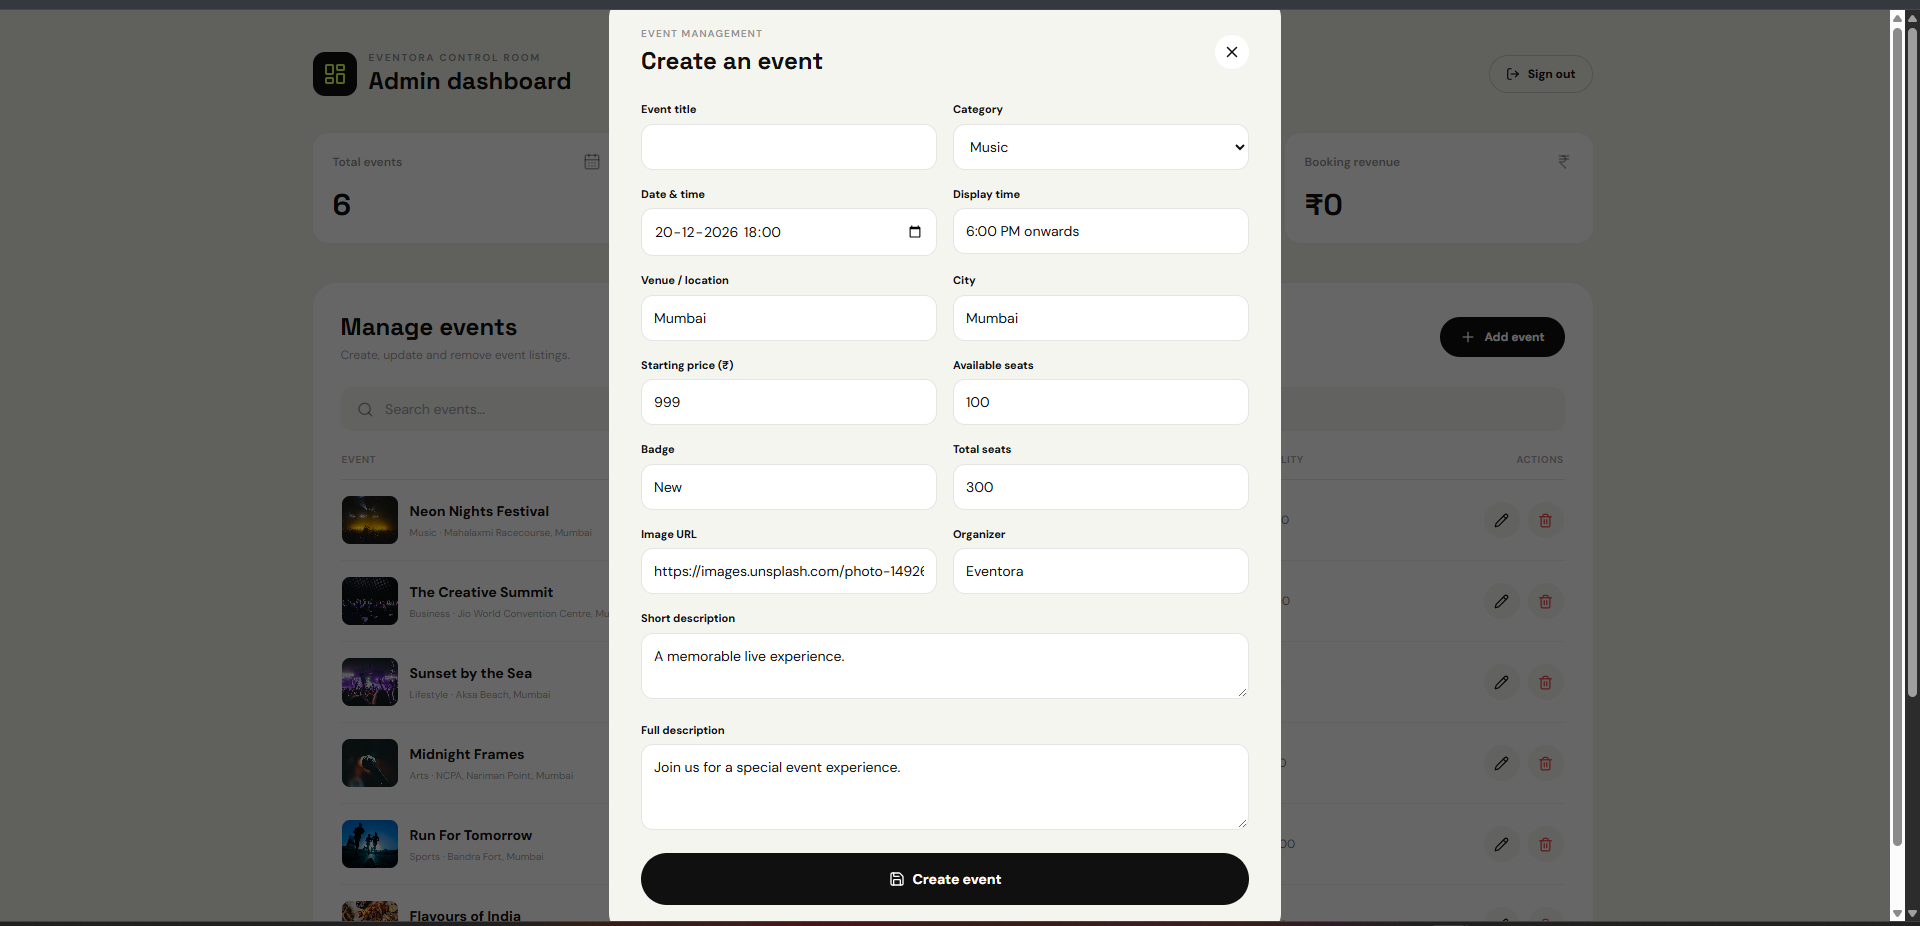 EVENTORA CONTROL ROOM
Admin dashboard
Sign out
Total events
6
Booking revenue
₹0
Manage events
Create, update and remove event listings.
Add event
Search events...
EVENT
LITY
ACTIONS
Neon Nights Festival
Music · Mahalaxmi Racecourse, Mumbai
0
The Creative Summit
Business · Jio World Convention Centre, Mu
0
Sunset by the Sea
Lifestyle · Aksa Beach, Mumbai
Midnight Frames
Arts · NCPA, Nariman Point, Mumbai
Run For Tomorrow
Sports · Bandra Fort, Mumbai
00
Flavours of India
EVENT MANAGEMENT
Create an event
Event title
Category
Music
Date & time
Display time
20-12-2026 18:00
6:00 PM onwards
Venue / location
City
Mumbai
Mumbai
Starting price (₹)
Available seats
999
100
Badge
Total seats
New
300
Image URL
Organizer
https://images.unsplash.com/photo-14926
Eventora
Short description
A memorable live experience.
Full description
Join us for a special event experience.
Create event